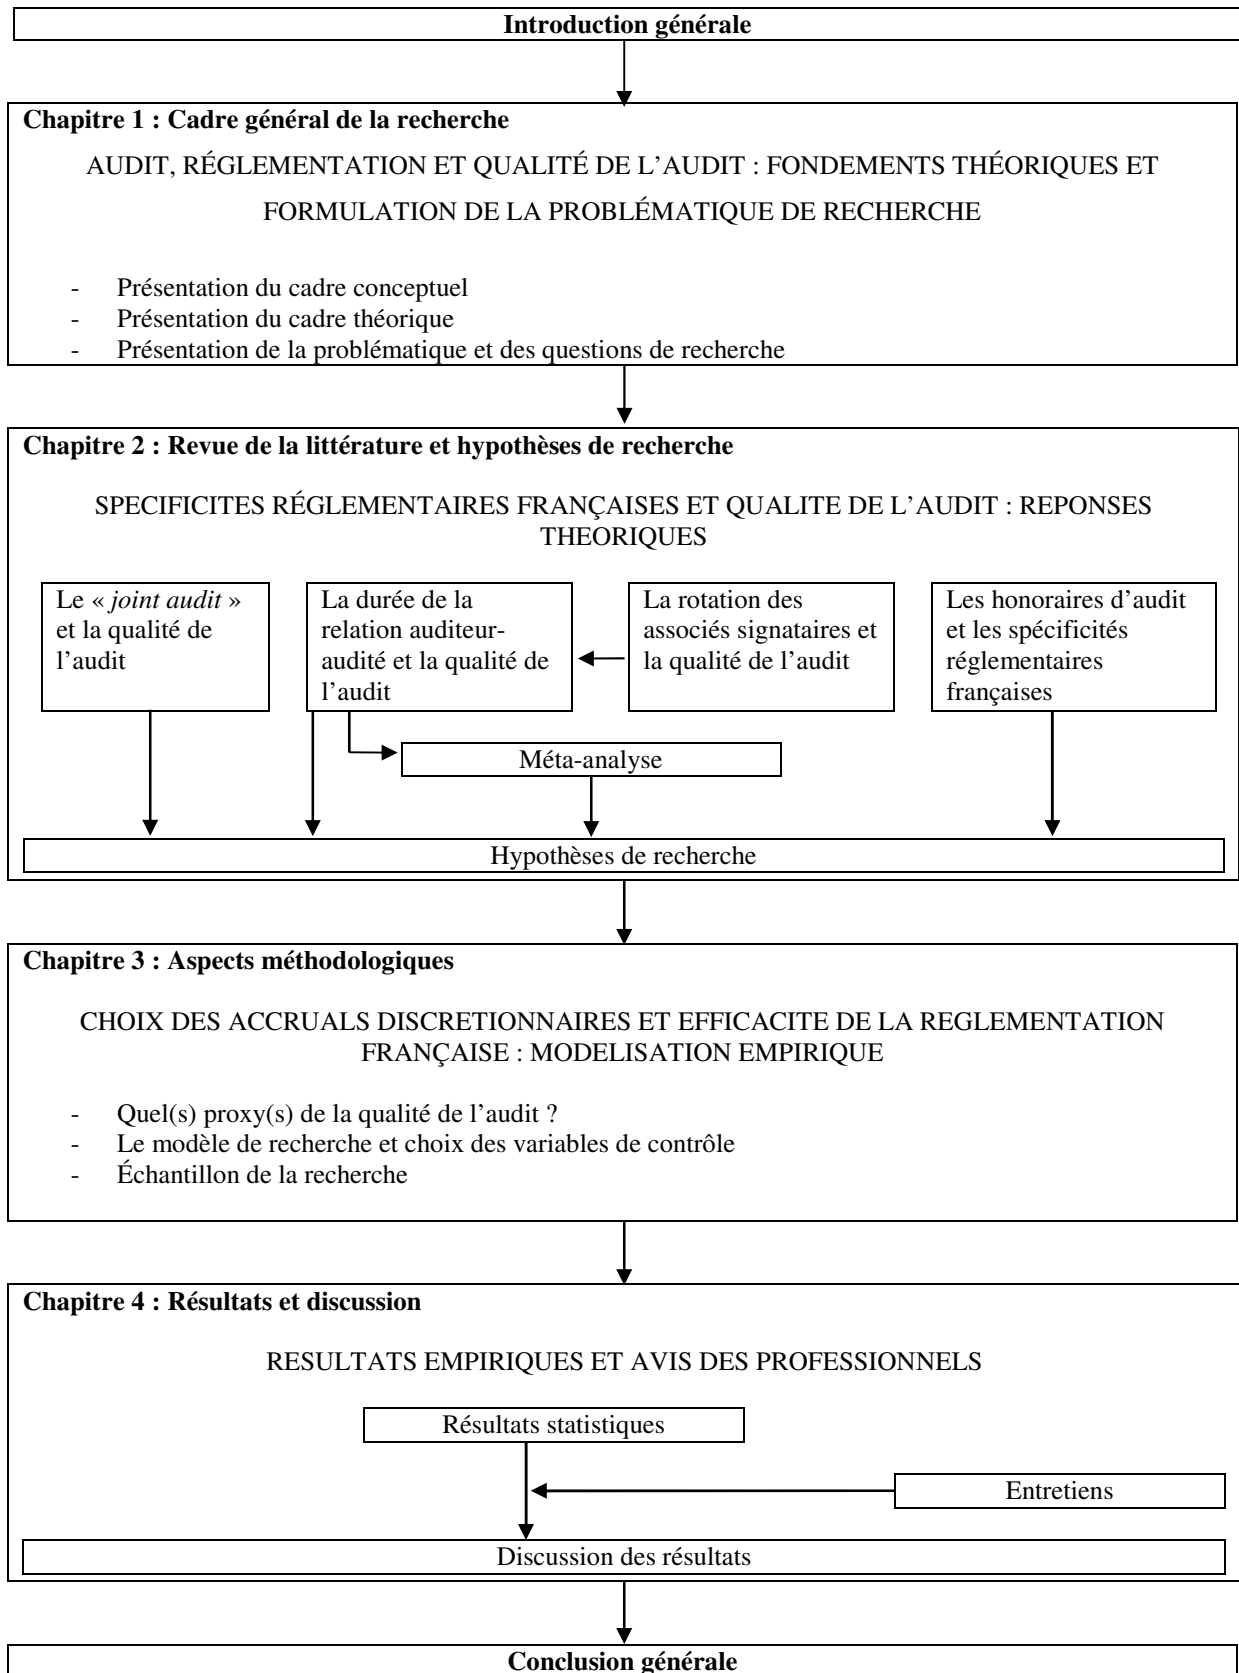 Introduction générale
Chapitre 1 : Cadre général de la recherche
AUDIT, RÉGLEMENTATION ET QUALITÉ DE L'AUDIT : FONDEMENTS THÉORIQUES ET
FORMULATION DE LA PROBLÉMATIQUE DE RECHERCHE
- Présentation du cadre conceptuel
- Présentation du cadre théorique
- Présentation de la problématique et des questions de recherche
Chapitre 2 : Revue de la littérature et hypothèses de recherche
SPECIFICITES RÉGLEMENTAIRES FRANÇAISES ET QUALITE DE L'AUDIT : REPONSES
THEORIQUES
Le « joint audit »
et la qualité de
l'audit
La durée de la
relation auditeur-
audité et la qualité de
l'audit
La rotation des
associés signataires et
la qualité de l'audit
Les honoraires d'audit
et les spécificités
réglementaires
françaises
Méta-analyse
Hypothèses de recherche
Chapitre 3 : Aspects méthodologiques
CHOIX DES ACCRUALS DISCRETIONNAIRES ET EFFICACITE DE LA REGLEMENTATION
FRANÇAISE : MODELISATION EMPIRIQUE
- Quel(s) proxy(s) de la qualité de l'audit ?
- Le modèle de recherche et choix des variables de contrôle
- Échantillon de la recherche
Chapitre 4 : Résultats et discussion
RESULTATS EMPIRIQUES ET AVIS DES PROFESSIONNELS
Résultats statistiques
Entretiens
Discussion des résultats
Conclusion générale